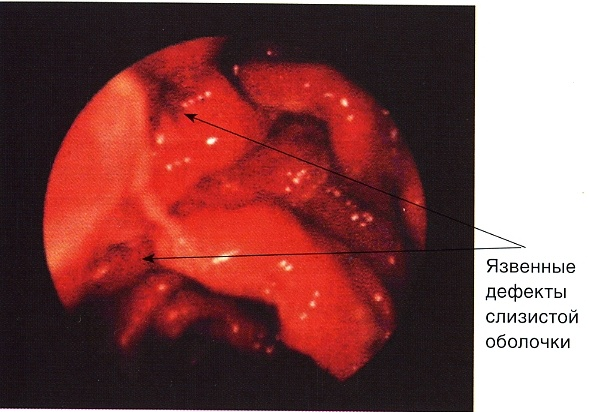 Язвенные
дефекты
слизистой
оболочки